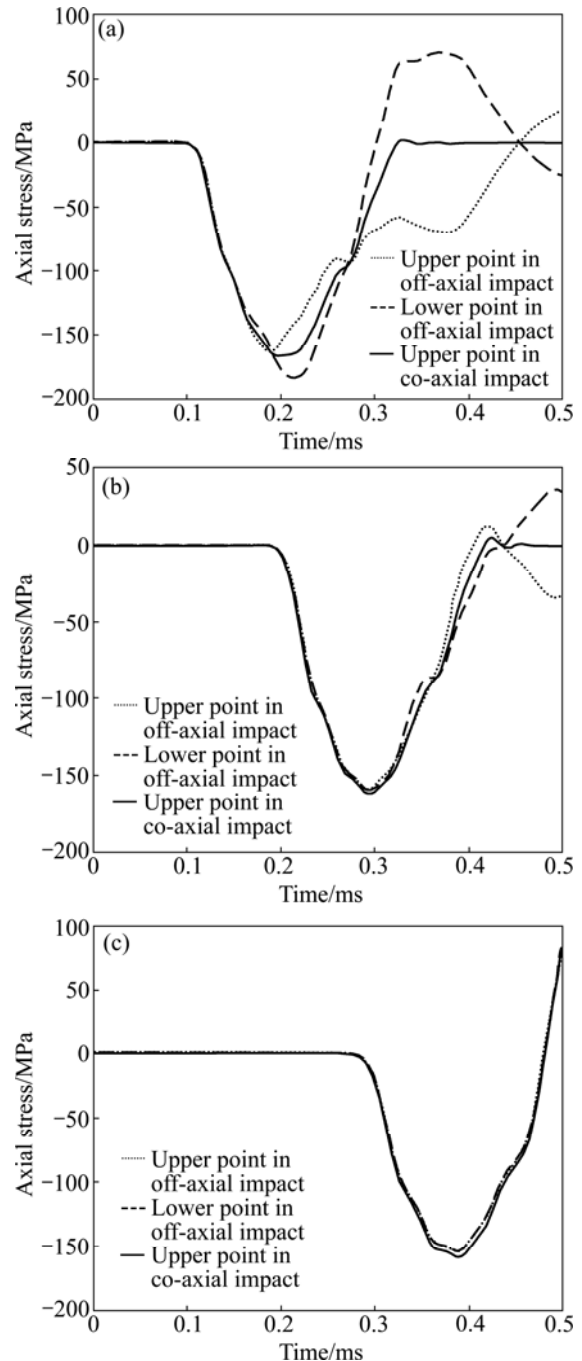 (a)
100
50
0
−50
−100
−150
−200
Axial stress/MPa
Upper point in
off-axial impact
Lower point in
off-axial impact
Upper point in
co-axial impact
0 0.1 0.2 0.3 0.4 0.5
Time/ms
(b)
50
0
−50
−100
−150
−200
Axial stress/MPa
Upper point in
off-axial impact
Lower point in
off-axial impact
Upper point in
co-axial impact
0 0.1 0.2 0.3 0.4 0.5
Time/ms
(c)
100
50
0
−50
−100
−150
−200
Axial stress/MPa
Upper point in
off-axial impact
Lower point in
off-axial impact
Upper point in
co-axial impact
0 0.1 0.2 0.3 0.4 0.5
Time/ms